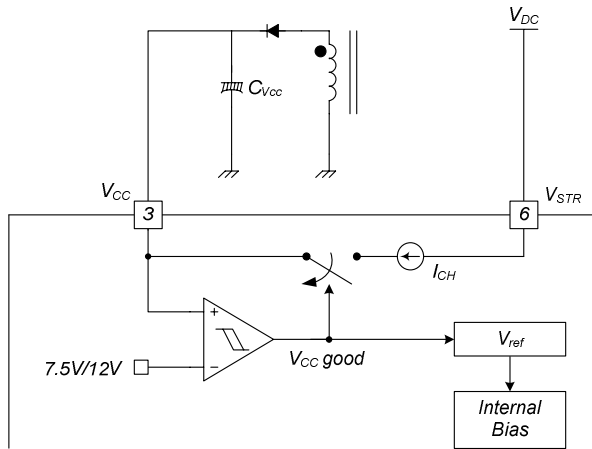 V_DC
C_Vcc
V_CC
3
6
V_STR
I_CH
+
7.5V/12V
−
V_CC good
V_ref
Internal
Bias